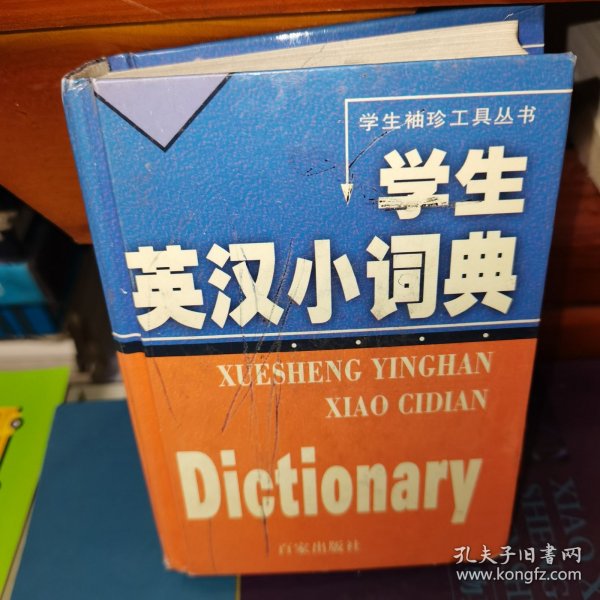 学生袖珍工具丛书
学生
英汉小词典
XUESHENG YINGHAN
XIAO CIDIAN
Dictionary
百家出版社
孔夫子旧书网
www.kongfz.com